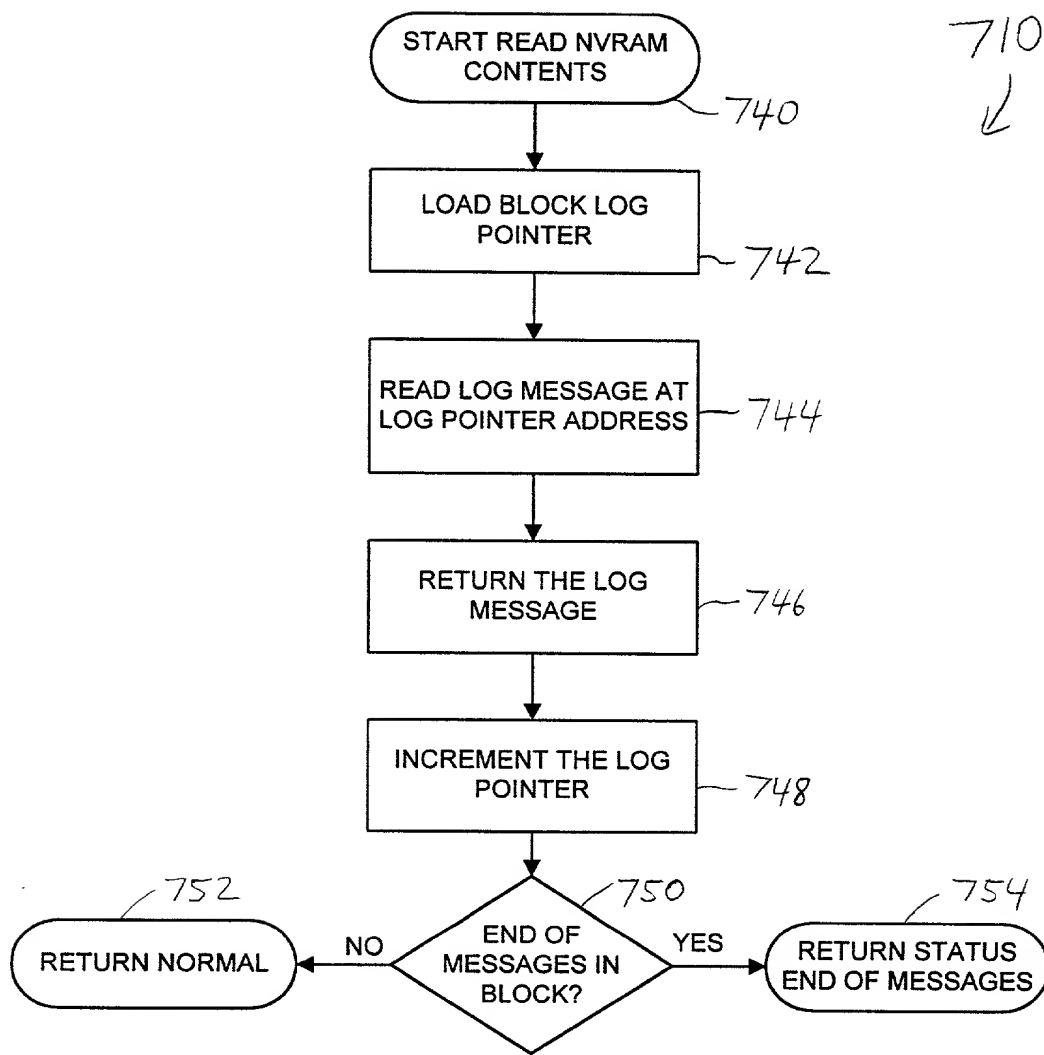 START READ NVRAM
CONTENTS
710
740
LOAD BLOCK LOG
POINTER
742
READ LOG MESSAGE AT
LOG POINTER ADDRESS
744
RETURN THE LOG
MESSAGE
746
INCREMENT THE LOG
POINTER
748
752
750
754
RETURN NORMAL
NO
END OF
MESSAGES IN
BLOCK?
YES
RETURN STATUS
END OF MESSAGES